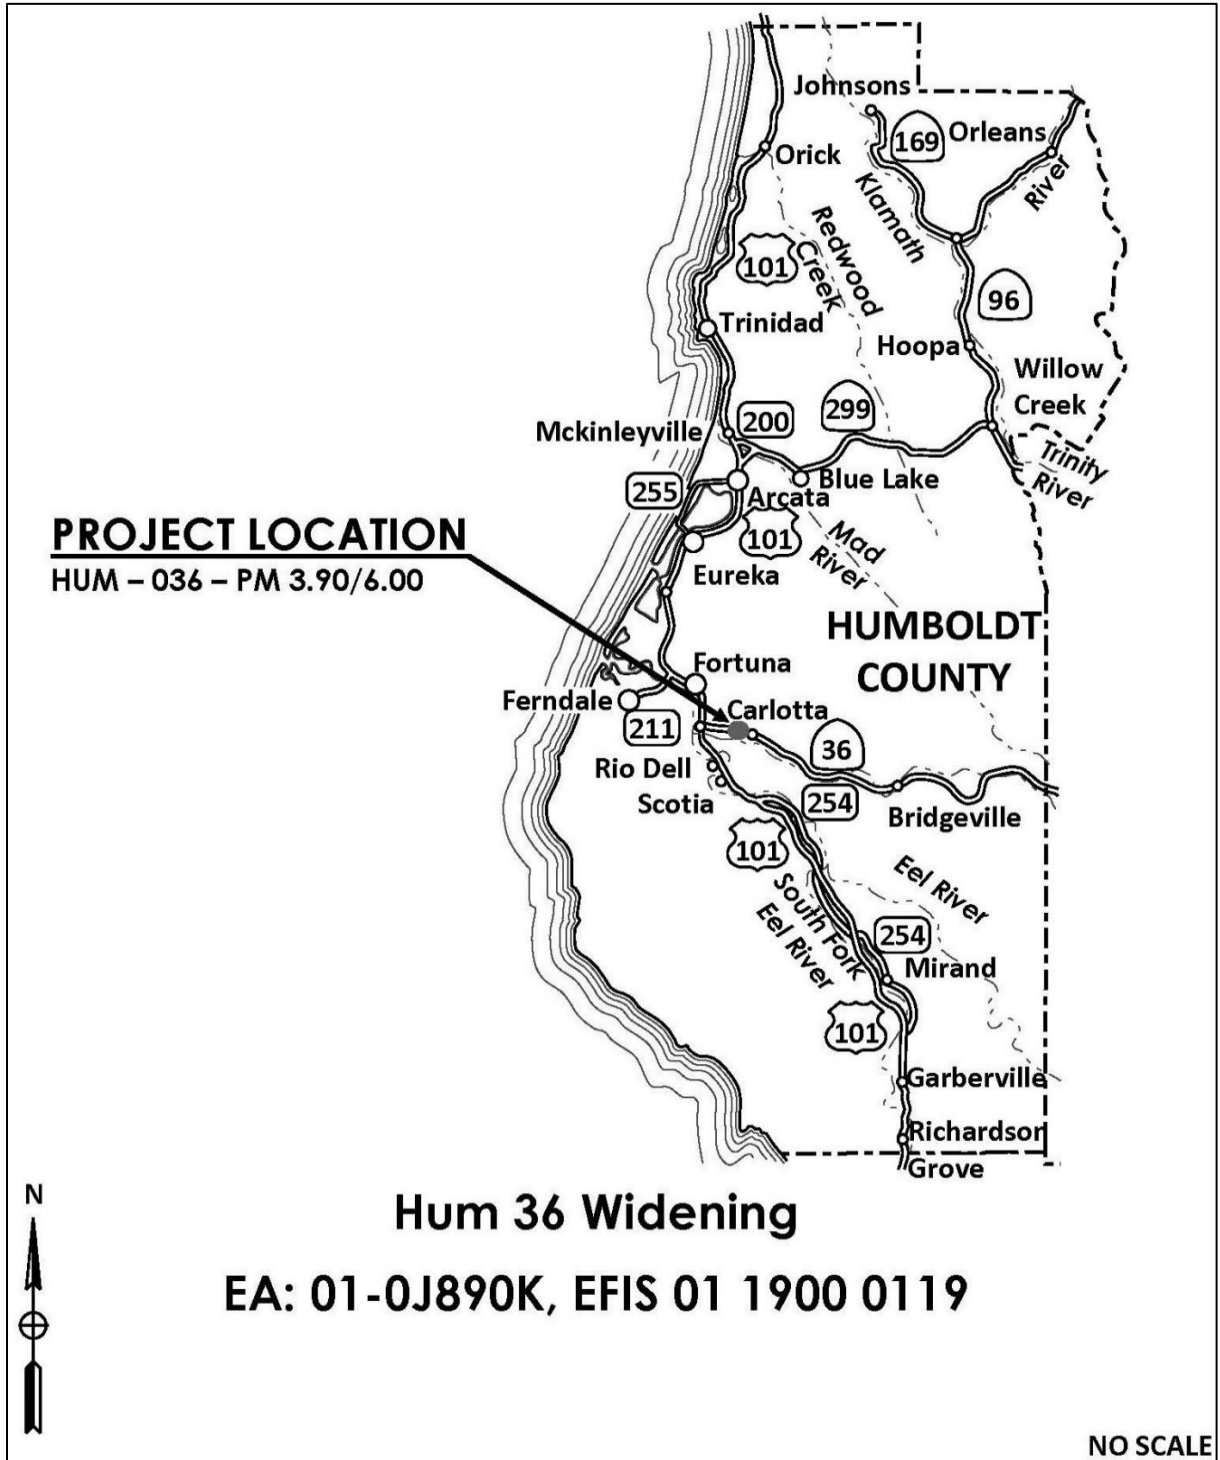 Johnsons
169
Orleans
Orick
Klamath
River
Redwood
Creek
101
96
Trinidad
Hoopa
Willow
Creek
299
200
Mckinleyville
Trinity
River
255
Blue Lake
Arcata
101
Mad
River
PROJECT LOCATION
HUM – 036 – PM 3.90/6.00
Eureka
HUMBOLDT
COUNTY
Fortuna
Ferndale
Carlotta
211
36
Rio Dell
254
Scotia
Bridgeville
101
Eel River
South Fork
Eel River
254
Mirand
101
Garberville
Richardson
Grove
N
Hum 36 Widening
EA: 01-0J890K, EFIS 01 1900 0119
NO SCALE